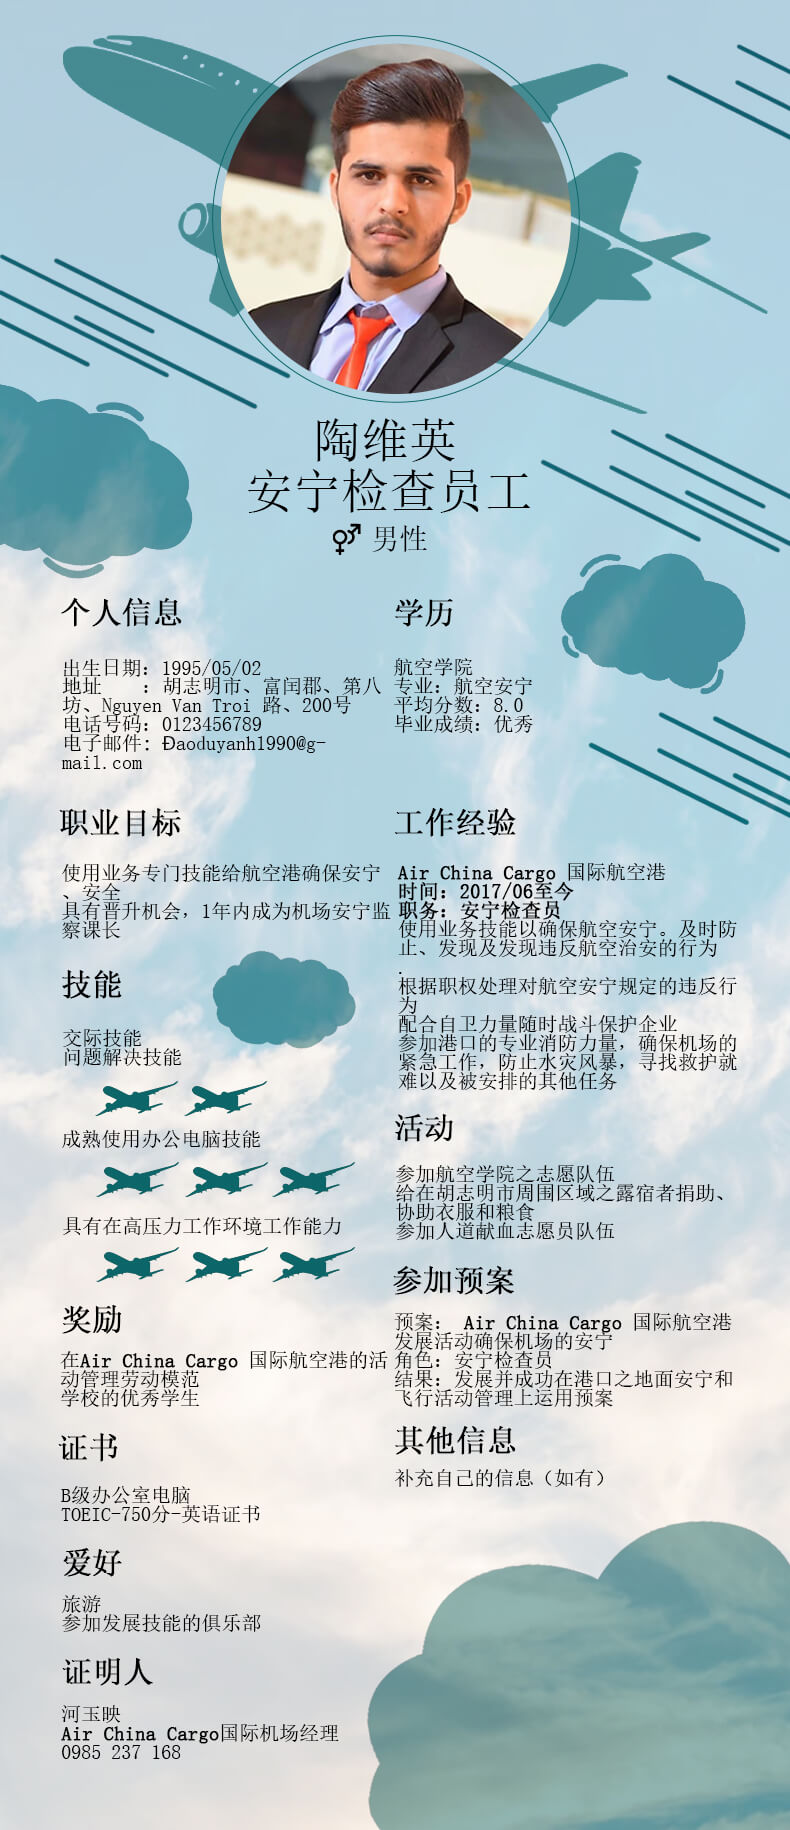 陶维英
安宁检查员工
男性
个人信息
出生日期: 1995/05/02
地址　　: 胡志明市、富闰郡、第八
坊、Nguyen Van Troi 路、200号
电话号码: 0123456789
电子邮件: Đaoduyanh1990@g-
mail.com
职业目标
使用业务专门技能给航空港确保安宁
、安全
具有晋升机会，1年内成为机场安宁监
察课长
技能
交际技能
问题解决技能
成熟使用办公电脑技能
具有在高压力工作环境工作能力
奖励
在Air China Cargo 国际航空港的活
动管理劳动模范
学校的优秀学生
证书
B级办公室电脑
TOEIC-750分-英语证书
爱好
旅游
参加发展技能的俱乐部
证明人
河玉映
Air China Cargo国际机场经理
0985 237 168
学历
航空学院
专业: 航空安宁
平均分数: 8.0
毕业成绩: 优秀
工作经验
Air China Cargo 国际航空港
时间: 2017/06至今
职务: 安宁检查员
使用业务技能以确保航空安宁。及时防
止、发现及发现违反航空治安的行为
.
根据职权处理对航空安宁规定的违反行
为
配合自卫力量随时战斗保护企业
参加港口的专业消防力量，确保机场的
紧急工作，防止水灾风暴，寻找救护就
难以及被安排的其他任务
活动
参加航空学院之志愿队伍
给在胡志明市周围区域之露宿者捐助、
协助衣服和粮食
参加人道献血志愿员队伍
参加预案
预案: Air China Cargo 国际航空港
发展活动确保机场的安宁
角色: 安宁检查员
结果: 发展并成功在港口之地面安宁和
飞行活动管理上运用预案
其他信息
补充自己的信息（如有）